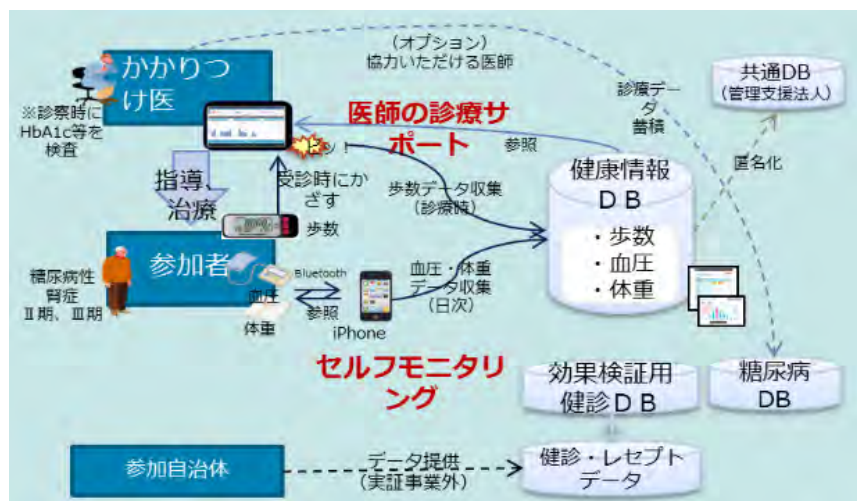 (オプション)
協力いただける医師
かかりつ
け医
共通DB
(管理支援法人)
診療デー
タ
蓄積
※診察時に
HbA1c等を
検査
医師の診療サ
ポート
ピッ!
参照
匿名化
健康情報
DB
・歩数
・血圧
・体重
指導、
治療
受診時にか
ざす
歩数データ収集
(診療時)
歩数
参加者
糖尿病性
腎症
Ⅱ期、Ⅲ期
Bluetooth
血圧
体重
参照
iPhone
血圧・体重
データ収集
(日次)
セルフモニタリ
ング
効果検証用
健診DB
糖尿病
DB
参加自治体
データ提供
(実証事業外)
健診・レセプト
データ